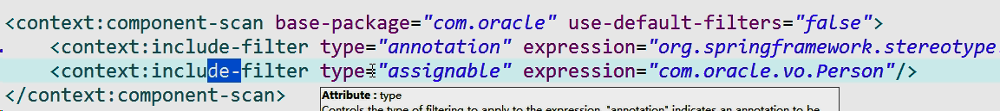 <context:component-scan base-package="com.oracle" use-default-filters="false">
<context:include-filter type="annotation" expression="org.springframework.stereotype.
<context:include-filter type="assignable" expression="com.oracle.vo.Person"/>
</context:component-scan>
Attribute : type
Controls the type of filtering to apply to the expression. "annotation" indicates an annotation to be